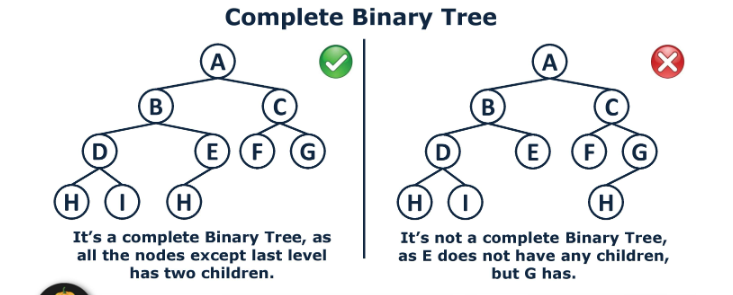 Complete Binary Tree
A
B C
D E F G
H I H
It's a complete Binary Tree, as
all the nodes except last level
has two children.
A
B C
D E F G
H I H
It's not a complete Binary Tree,
as E does not have any children,
but G has.